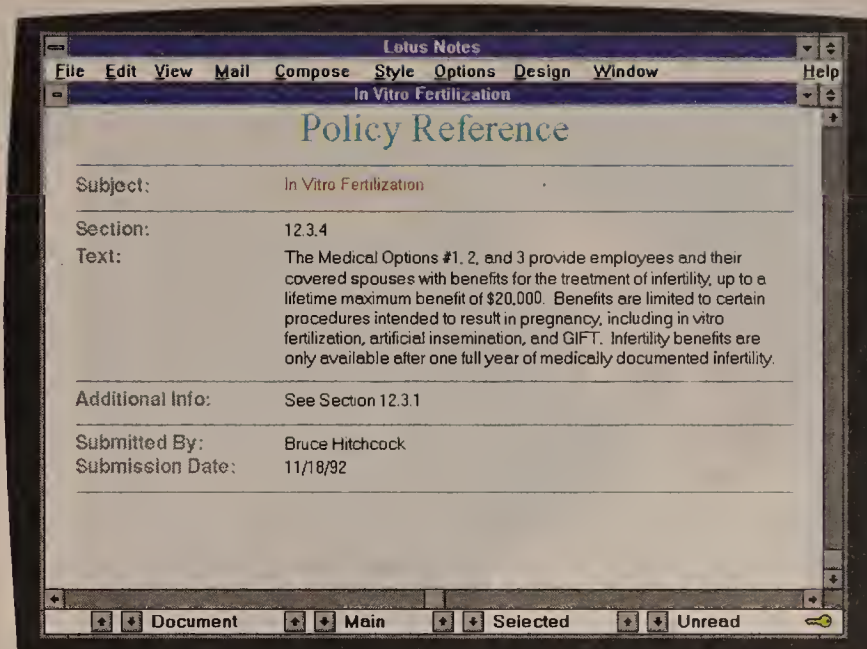 Lotus Notes
File Edit View Mail Compose Style Options Design Window Help
In Vitro Fertilization
Policy Reference
Subject: In Vitro Fertilization
Section: 12.3.4
Text: The Medical Options #1, 2, and 3 provide employees and their
covered spouses with benefits for the treatment of infertility, up to a
lifetime maximum benefit of $20,000. Benefits are limited to certain
procedures intended to result in pregnancy, including in vitro
fertilization, artificial insemination, and GIFT. Infertility benefits are
only available after one full year of medically documented infertility.
Additional Info: See Section 12.3.1
Submitted By: Bruce Hitchcock
Submission Date: 11/18/92
Document Main Selected Unread